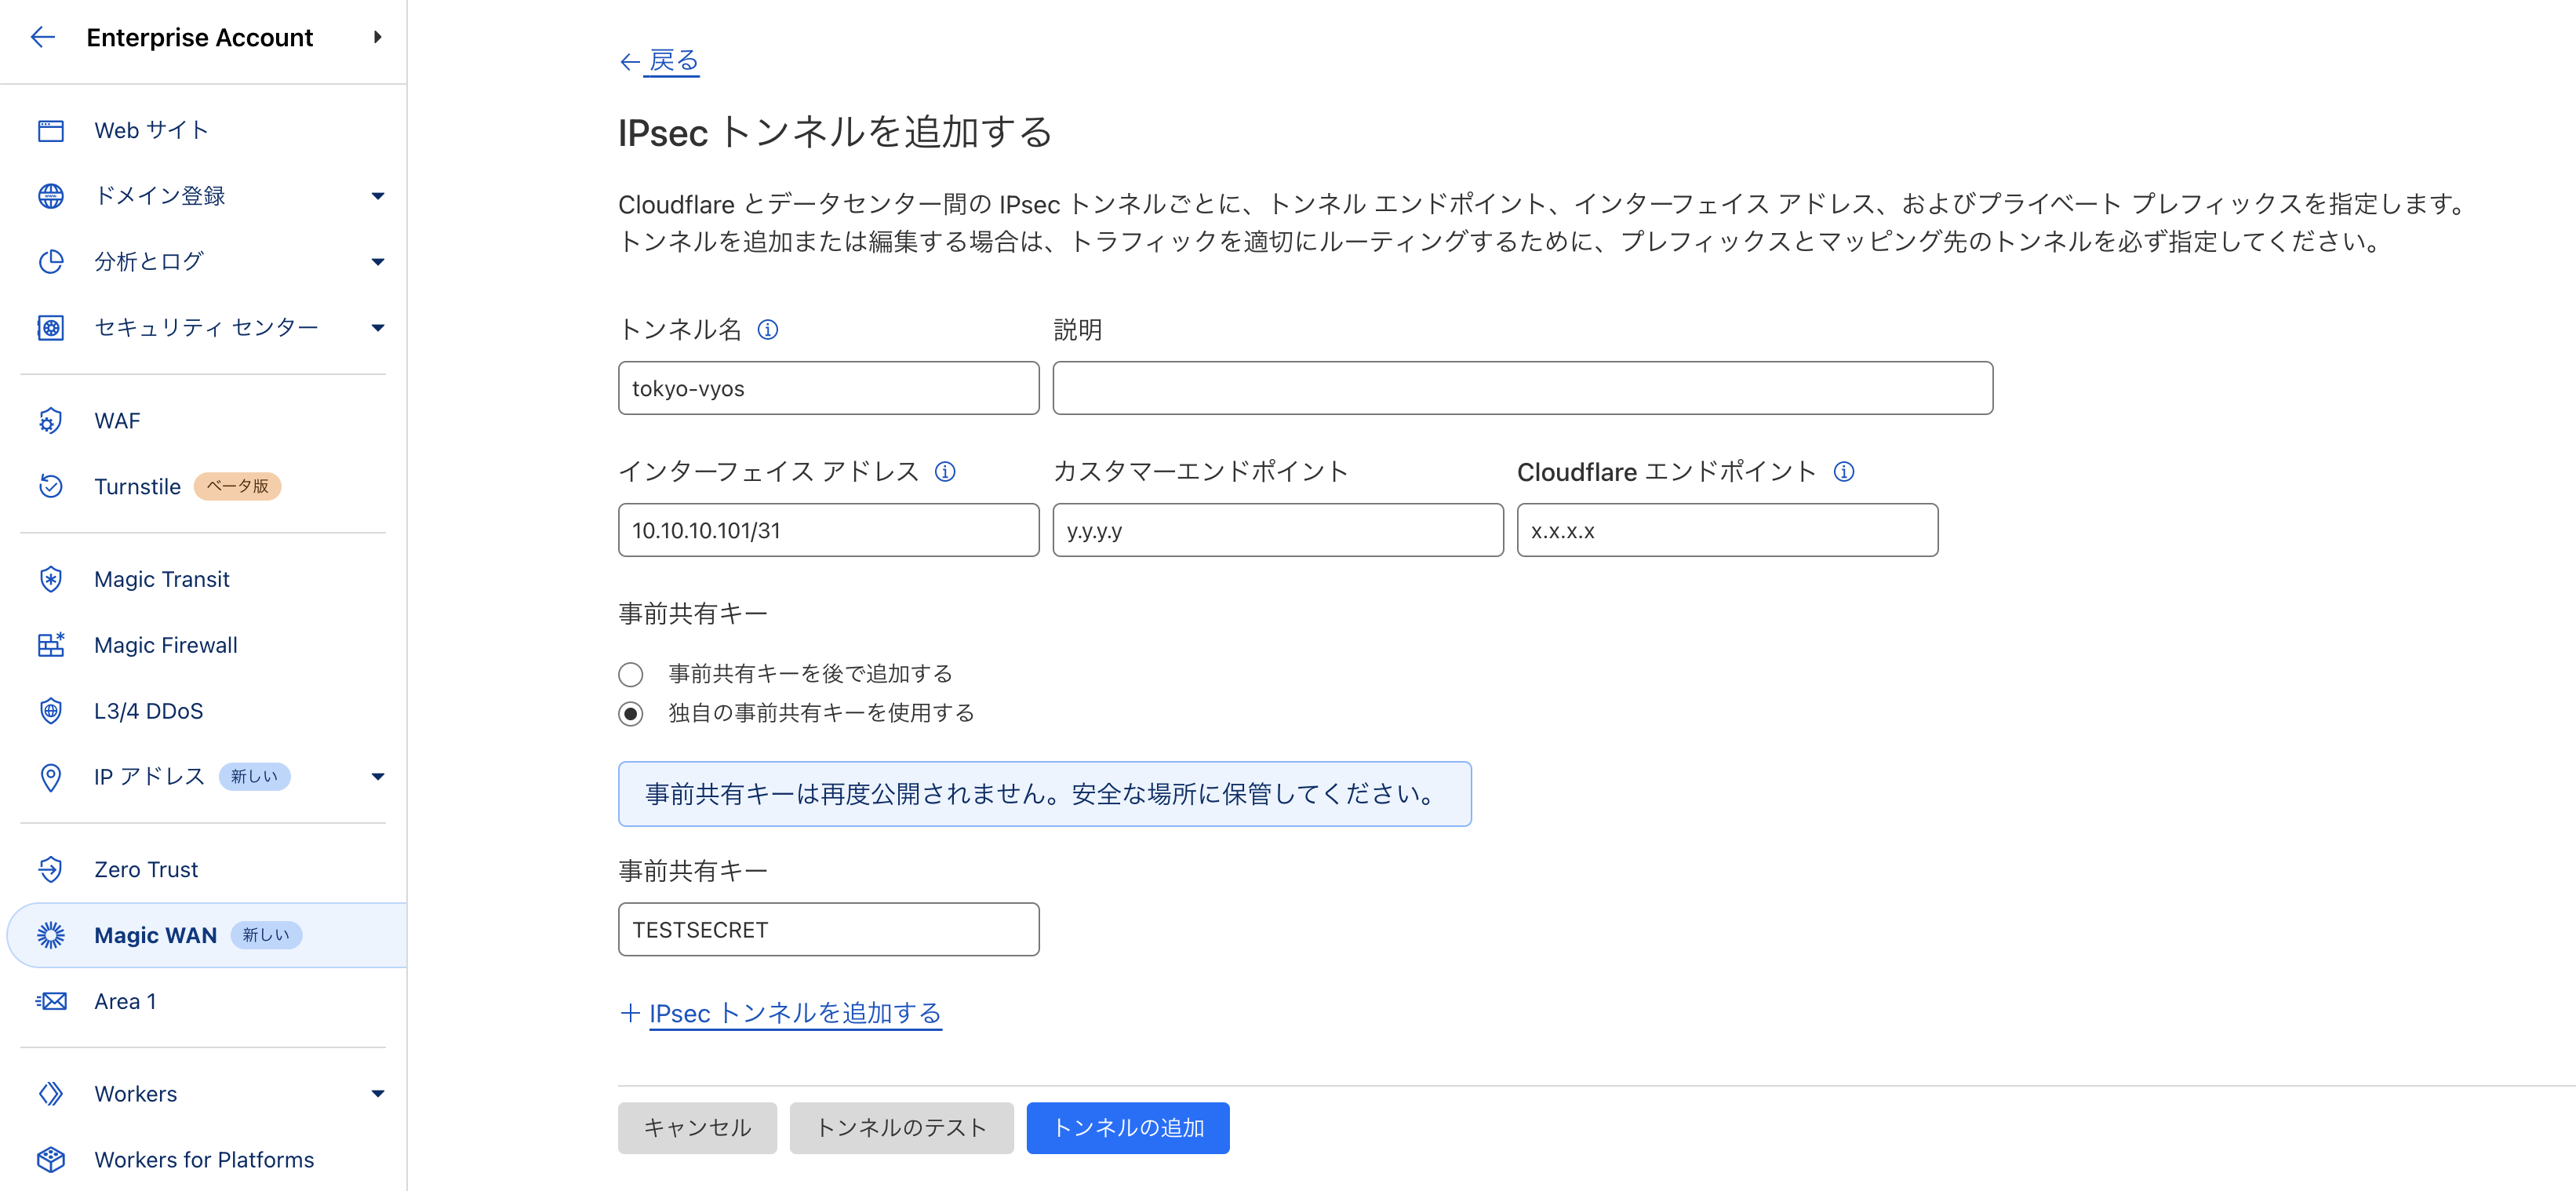 Enterprise Account
Web サイト
ドメイン登録
分析とログ
セキュリティ センター
WAF
Turnstile ベータ版
Magic Transit
Magic Firewall
L3/4 DDoS
IP アドレス 新しい
Zero Trust
Magic WAN 新しい
Area 1
Workers
Workers for Platforms
戻る
IPsec トンネルを追加する
Cloudflare とデータセンター間の IPsec トンネルごとに、トンネル エンドポイント、インターフェイス アドレス、およびプライベート プレフィックスを指定します。
トンネルを追加または編集する場合は、トラフィックを適切にルーティングするために、プレフィックスとマッピング先のトンネルを必ず指定してください。
トンネル名 説明
tokyo-vyos
インターフェイス アドレス カスタマーエンドポイント Cloudflare エンドポイント
10.10.10.101/31 y.y.y.y x.x.x.x
事前共有キー
事前共有キーを後で追加する
独自の事前共有キーを使用する
事前共有キーは再度公開されません。安全な場所に保管してください。
事前共有キー
TESTSECRET
IPsec トンネルを追加する
キャンセル トンネルのテスト トンネルの追加